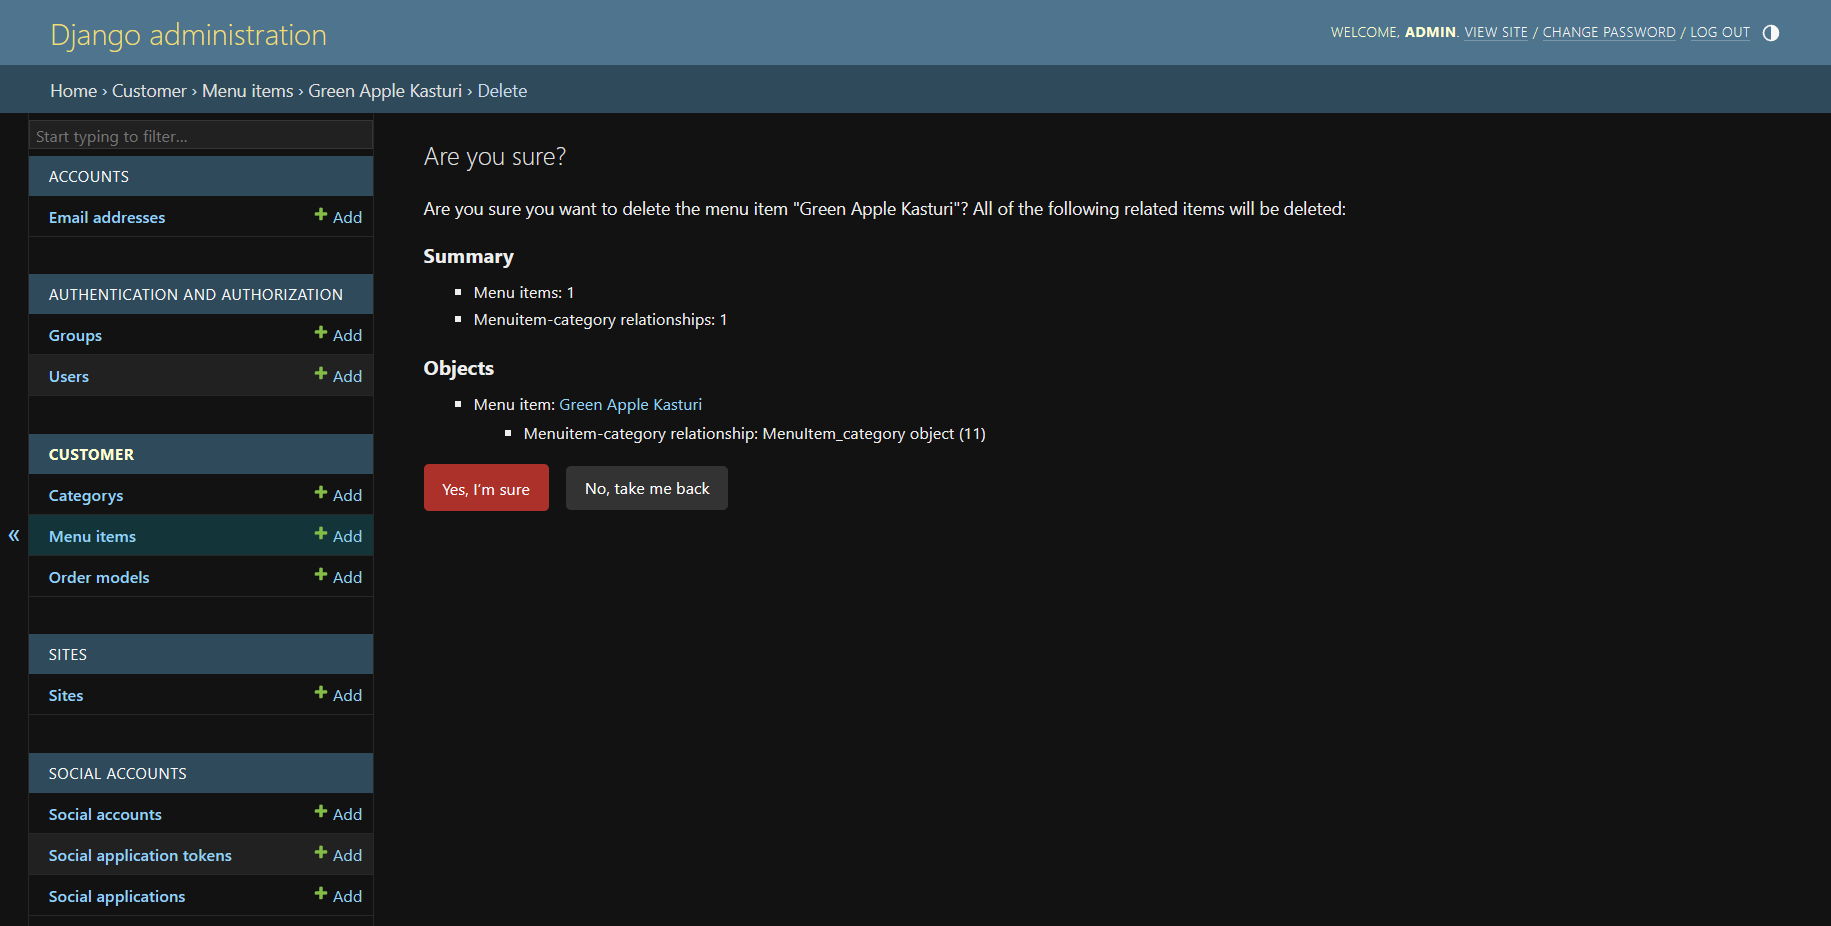 Django administration
WELCOME, ADMIN. VIEW SITE / CHANGE PASSWORD / LOG OUT
Home › Customer › Menu items › Green Apple Kasturi › Delete
Start typing to filter...
ACCOUNTS
Email addresses Add
AUTHENTICATION AND AUTHORIZATION
Groups Add
Users Add
CUSTOMER
Categorys Add
«
Menu items Add
Order models Add
SITES
Sites Add
SOCIAL ACCOUNTS
Social accounts Add
Social application tokens Add
Social applications Add
Are you sure?
Are you sure you want to delete the menu item "Green Apple Kasturi"? All of the following related items will be deleted:
Summary
Menu items: 1
Menuitem-category relationships: 1
Objects
Menu item: Green Apple Kasturi
Menuitem-category relationship: MenuItem_category object (11)
Yes, I'm sure No, take me back